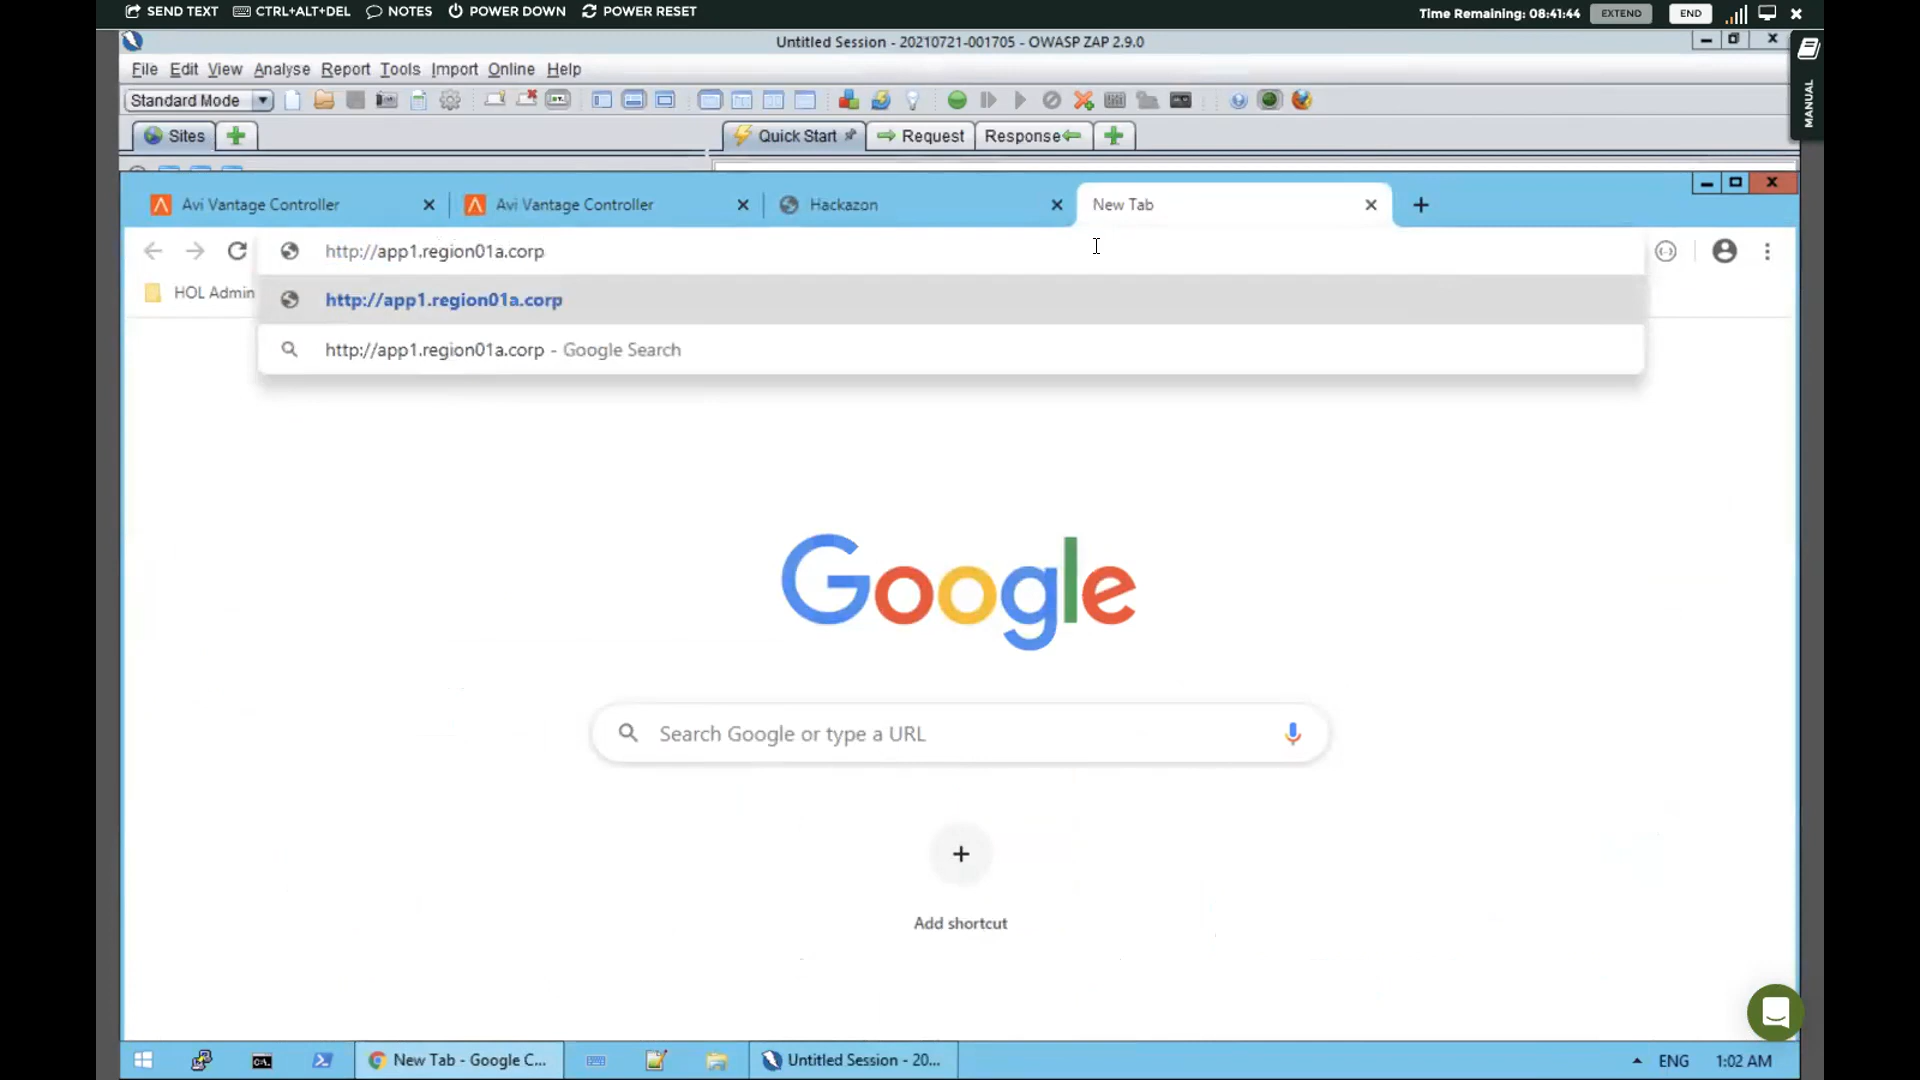 SEND TEXT CTRL+ALT+DEL NOTES POWER DOWN POWER RESET Time Remaining: 08:41:44 EXTEND END
Untitled Session - 20210721-001705 - OWASP ZAP 2.9.0
File Edit View Analyse Report Tools Import Online Help
MANUAL
Standard Mode
Sites Quick Start Request Response
Avi Vantage Controller Avi Vantage Controller Hackazon New Tab
http://app1.region01a.corp
HOL Admin
http://app1.region01a.corp
http://app1.region01a.corp - Google Search
Google
Search Google or type a URL
Add shortcut
New Tab - Google C... Untitled Session - 20... ENG 1:02 AM